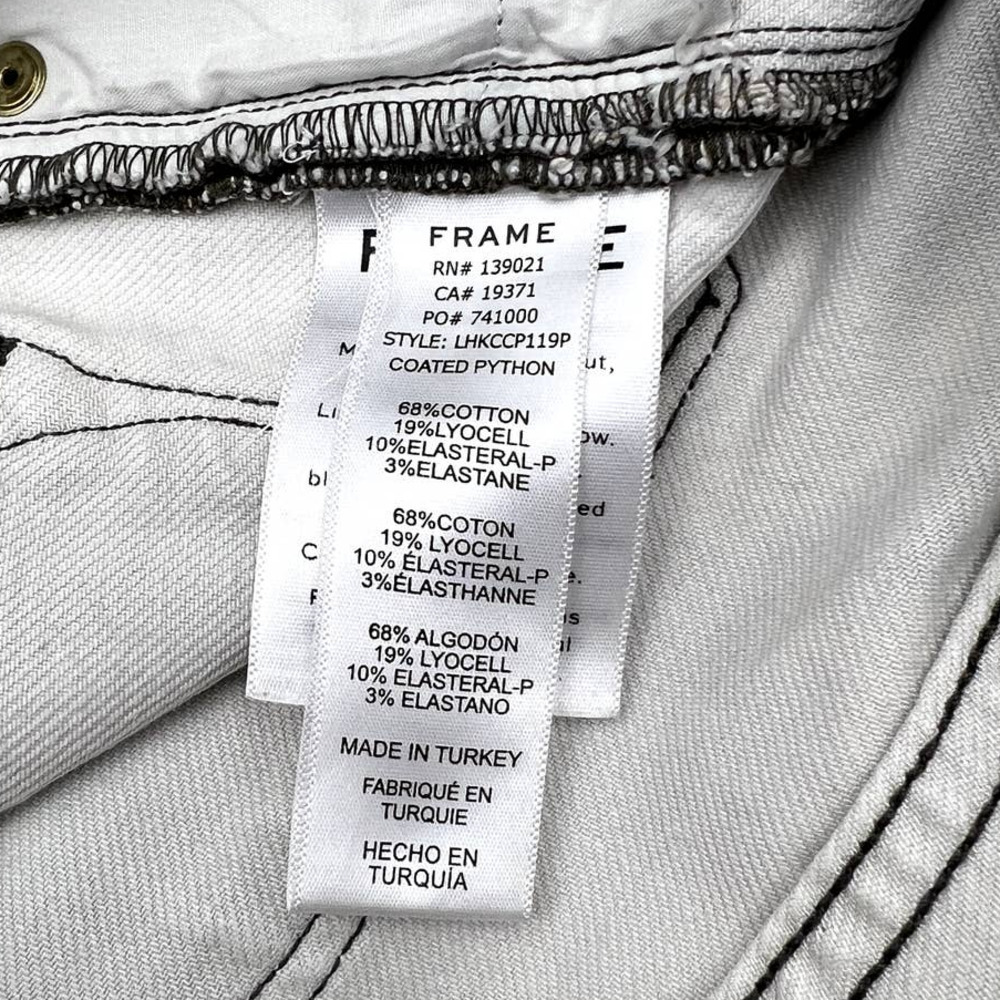 FRAME
RN# 139021
CA# 19371
PO# 741000
STYLE: LHKCCP119P
COATED PYTHON
68%COTTON
19%LYOCELL
10%ELASTERAL-P
3%ELASTANE
68%COTON
19% LYOCELL
10% ÉLASTERAL-P
3%ÉLASTHANNE
68% ALGODÓN
19% LYOCELL
10% ELASTERAL-P
3% ELASTANO
MADE IN TURKEY
FABRIQUÉ EN
TURQUIE
HECHO EN
TURQUÍA